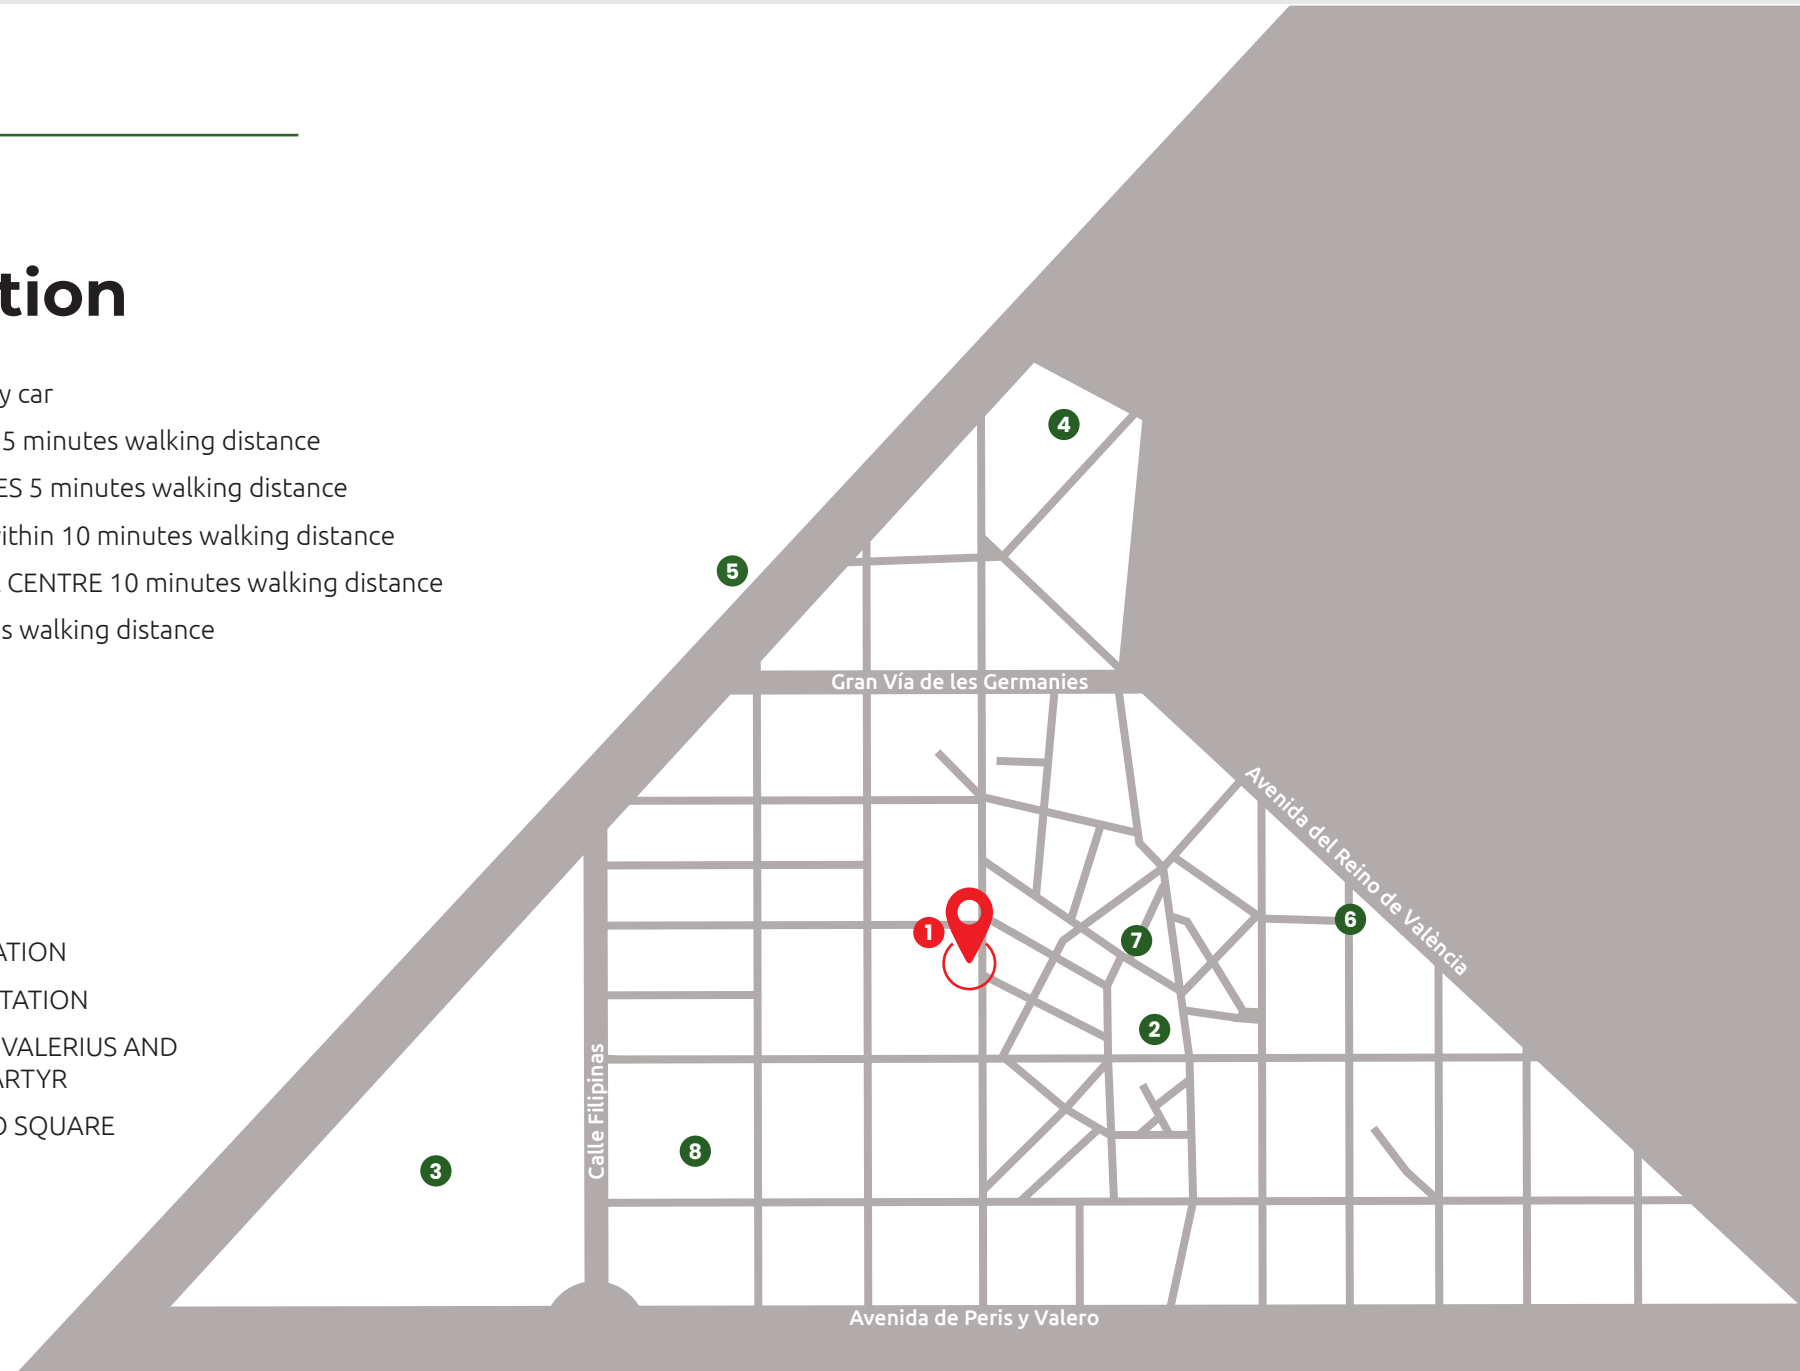 tion
y car
5 minutes walking distance
ES 5 minutes walking distance
ithin 10 minutes walking distance
CENTRE 10 minutes walking distance
s walking distance
ATION
TATION
VALERIUS AND
ARTYR
O SQUARE
4
5
Gran Vía de les Germanies
Avenida del Reino de València
1
6
7
2
Calle Filipinas
8
3
Avenida de Peris y Valero